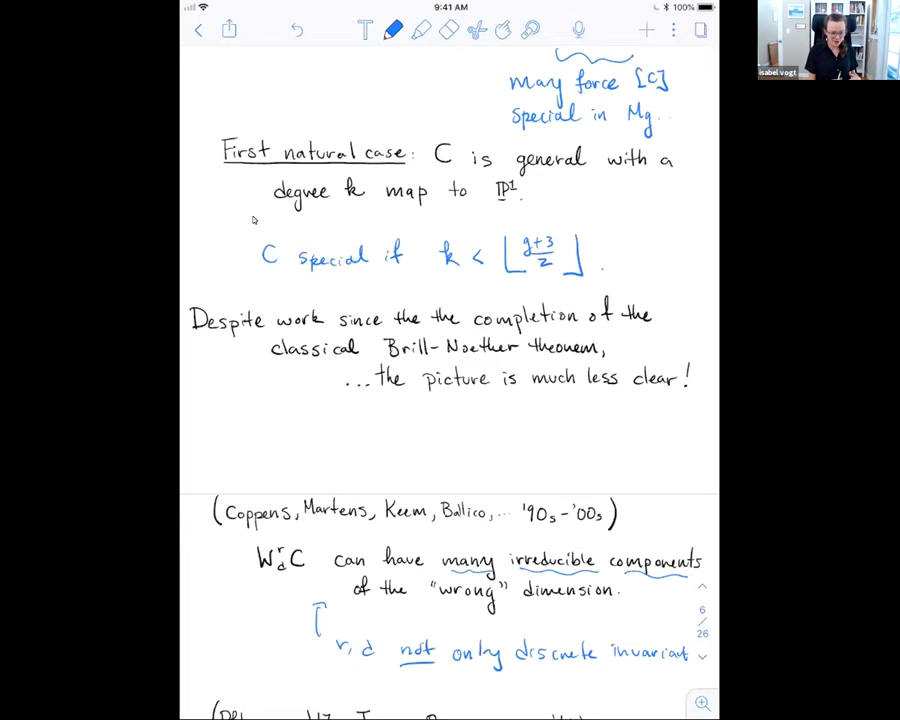 9:41 AM
100%
isabel vogt
may force [C]
special in Mg.
First natural case: C is general with a
degree k map to P¹.
C special if k < ⌊g+3/2⌋.
Despite work since the the completion of the
classical Brill-Noether theorem,
...the picture is much less clear!
(Coppens, Martens, Keem, Ballico, ... '90s-'00s)
WʳdC can have many irreducible components
of the "wrong" dimension.
r, d not only discrete invariant
6
/
26